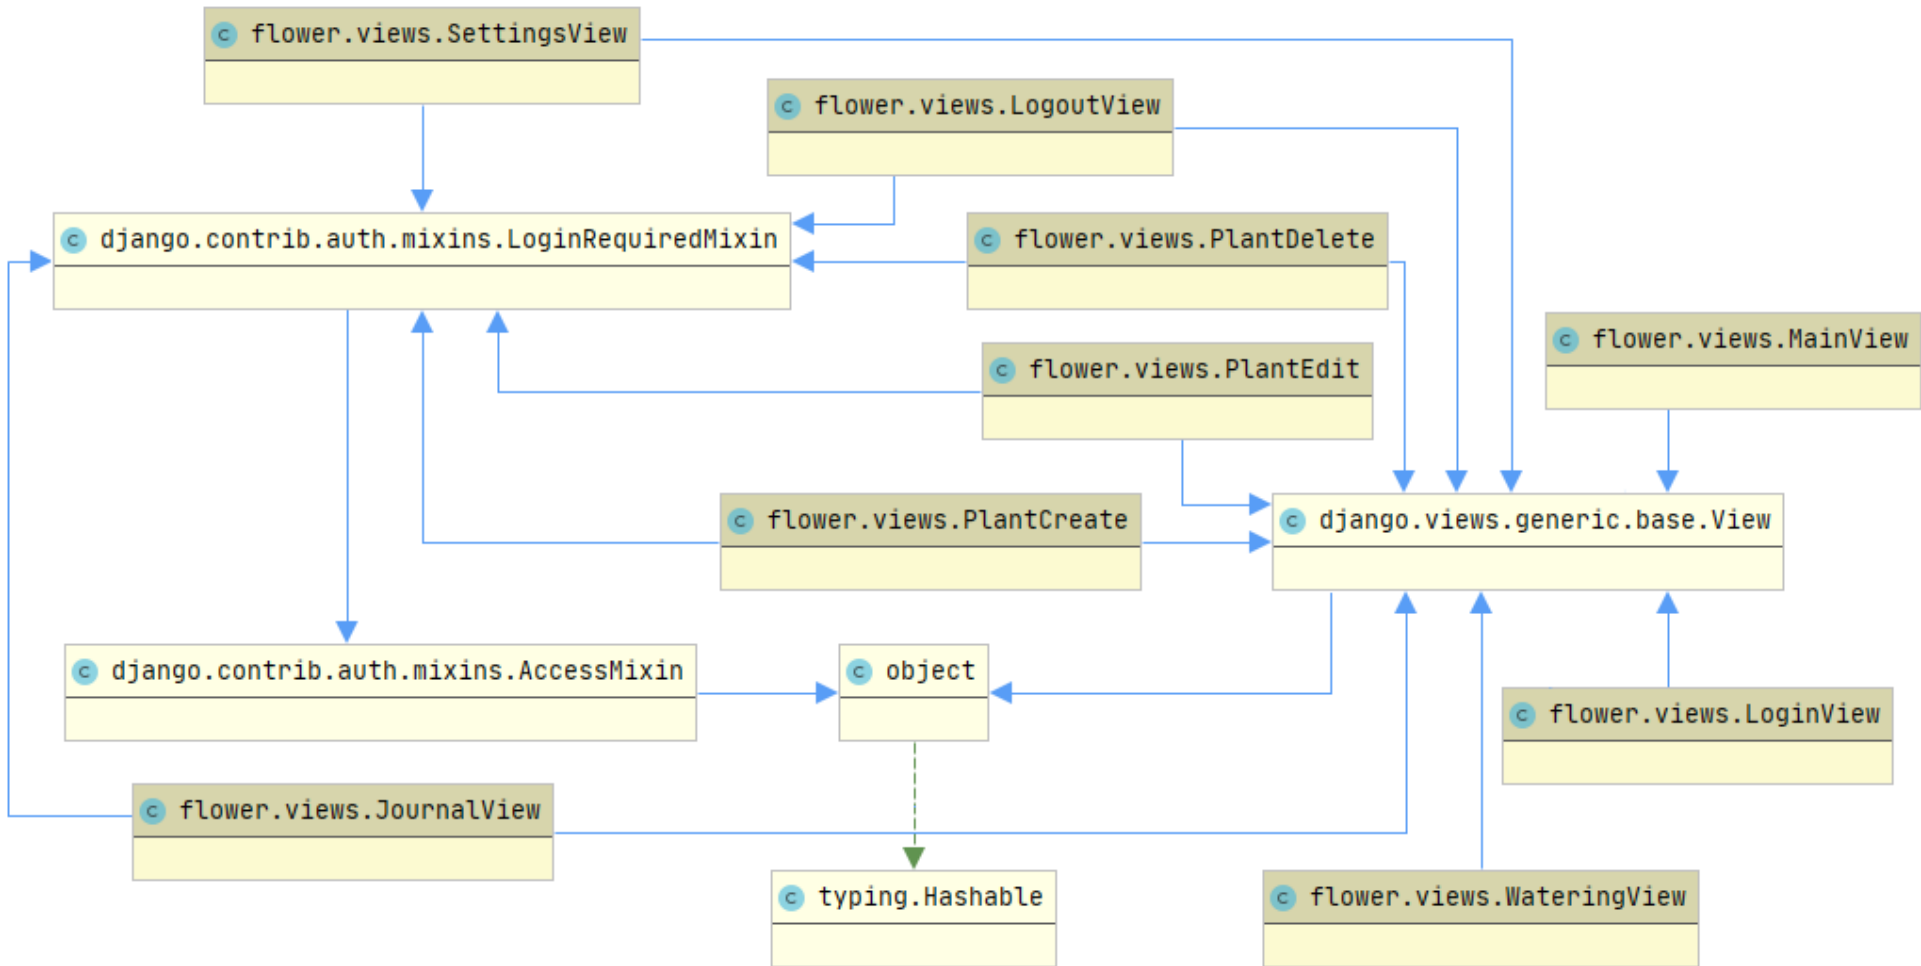 C flower.views.SettingsView
C flower.views.LogoutView
C django.contrib.auth.mixins.LoginRequiredMixin
C flower.views.PlantDelete
C flower.views.MainView
C flower.views.PlantEdit
C flower.views.PlantCreate
C django.views.generic.base.View
C django.contrib.auth.mixins.AccessMixin
C object
C flower.views.LoginView
C flower.views.JournalView
C typing.Hashable
C flower.views.WateringView